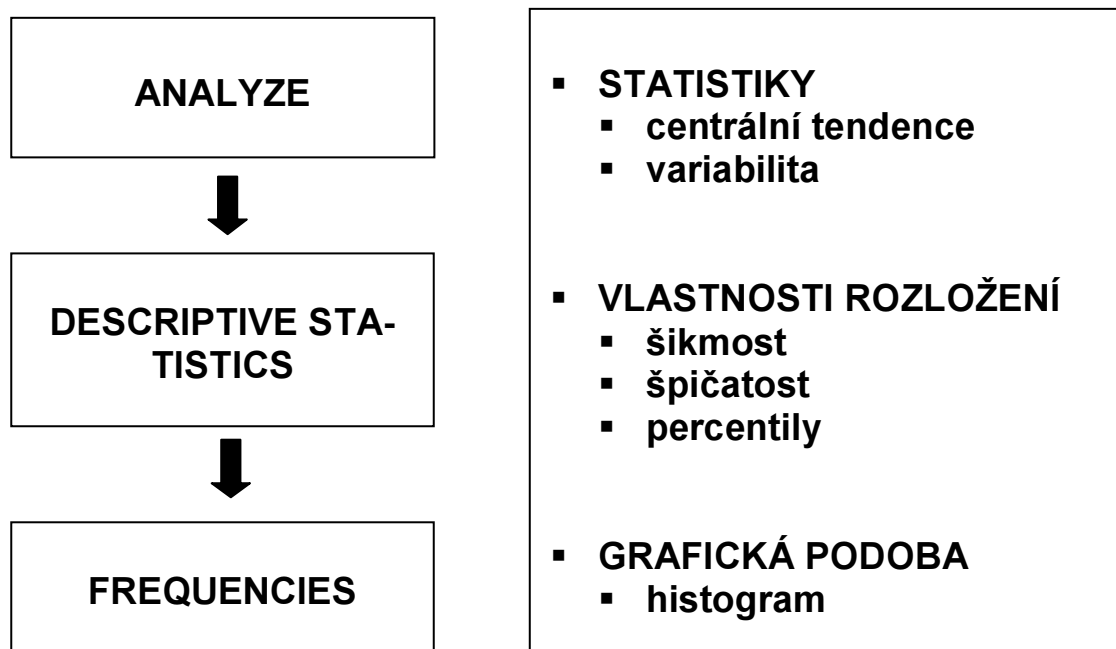 ANALYZE
DESCRIPTIVE STA-
TISTICS
FREQUENCIES
▪ STATISTIKY
▪ centrální tendence
▪ variabilita
▪ VLASTNOSTI ROZLOŽENÍ
▪ šikmost
▪ špičatost
▪ percentily
▪ GRAFICKÁ PODOBA
▪ histogram